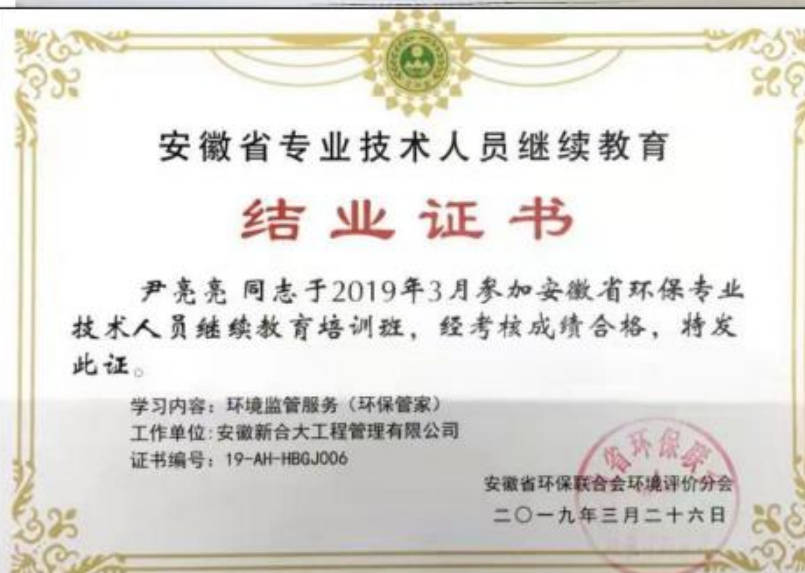 安徽省专业技术人员继续教育
结业证书
尹亮亮 同志于2019年3月参加安徽省环保专业
技术人员继续教育培训班，经考核成绩合格，特发
此证。
学习内容：环境监管服务（环保管家）
工作单位：安徽新合大工程管理有限公司
证书编号：19-AH-HBGJ006
省环保联
安徽省环保联合会环境评价分会
二〇一九年三月二十六日